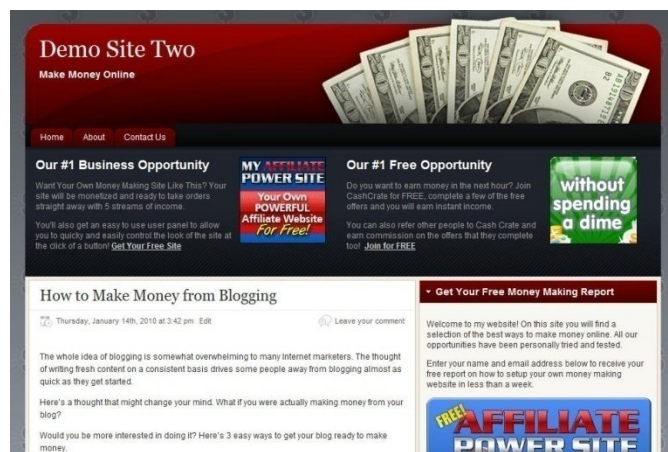 Demo Site Two
Make Money Online
Home About Contact Us
Our #1 Business Opportunity
Want Your Own Money Making Site Like This? Your
site will be monetized and ready to take orders
straight away with 5 streams of income.
You'll also get an easy to use user panel to allow
you to quicky and easily control the look of the site at
the click of a button! Get Your Free Site
MY AFFILIATE
POWER SITE
Your Own
POWERFUL
Affiliate Website
For Free!
Our #1 Free Opportunity
Do you want to earn money in the next hour? Join
CashCrate for FREE, complete a few of the free
offers and you will earn instant income.
You can also refer other people to Cash Crate and
earn commission on the offers that they complete
too! Join for FREE
without
spending
a dime
How to Make Money from Blogging
Thursday, January 14th, 2010 at 3:42 pm Edit
Leave your comment
The whole idea of blogging is somewhat overwhelming to many Internet marketers. The thought
of writing fresh content on a consistent basis drives some people away from blogging almost as
quick as they get started.
Here's a thought that might change your mind. What if you were actually making money from your
blog?
Would you be more interested in doing it? Here's 3 easy ways to get your blog ready to make
money.
Get Your Free Money Making Report
Welcome to my website! On this site you will find a
selection of the best ways to make money online. All our
opportunities have been personally tried and tested.
Enter your name and email address below to receive your
free report on how to setup your own money making
website in less than a week.
FREE!
AFFILIATE
POWER SITE